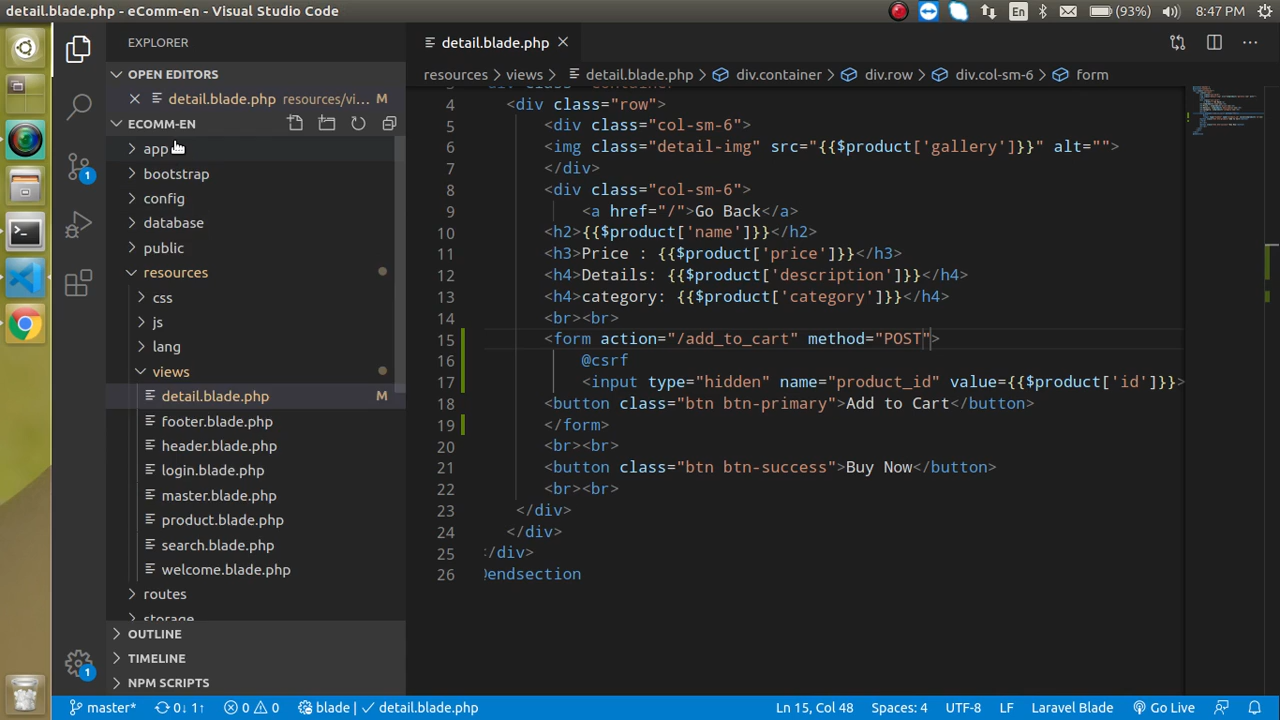 detail.blade.php - eComm-en - Visual Studio Code
En
(93%)
8:47 PM
EXPLORER
OPEN EDITORS
detail.blade.php resources/vi... M
ECOMM-EN
app
bootstrap
config
database
public
resources
css
js
lang
views
detail.blade.php M
footer.blade.php
header.blade.php
login.blade.php
master.blade.php
product.blade.php
search.blade.php
welcome.blade.php
routes
storage
OUTLINE
TIMELINE
NPM SCRIPTS
1
1
detail.blade.php
resources > views > detail.blade.php > div.container > div.row > div.col-sm-6 > form
4 <div class="row">
5 <div class="col-sm-6">
6 <img class="detail-img" src="{{$product['gallery']}}" alt="">
7 </div>
8 <div class="col-sm-6">
9 <a href="/">Go Back</a>
10 <h2>{{$product['name']}}</h2>
11 <h3>Price : {{$product['price']}}</h3>
12 <h4>Details: {{$product['description']}}</h4>
13 <h4>category: {{$product['category']}}</h4>
14 <br><br>
15 <form action="/add_to_cart" method="POST">
16 @csrf
17 <input type="hidden" name="product_id" value={{$product['id']}}>
18 <button class="btn btn-primary">Add to Cart</button>
19 </form>
20 <br><br>
21 <button class="btn btn-success">Buy Now</button>
22 <br><br>
23 </div>
24 </div>
25 </div>
26 @endsection
master* 0↓ 1↑ 0 0 blade | ✓ detail.blade.php Ln 15, Col 48 Spaces: 4 UTF-8 LF Laravel Blade Go Live